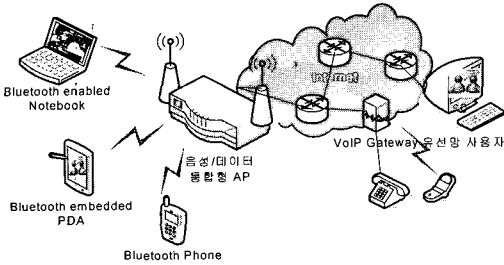 Bluetooth enabled
Notebook
Internet
VoIP Gateway 유선망 사용자
음성/데이터
통합형 AP
Bluetooth embedded
PDA
Bluetooth Phone